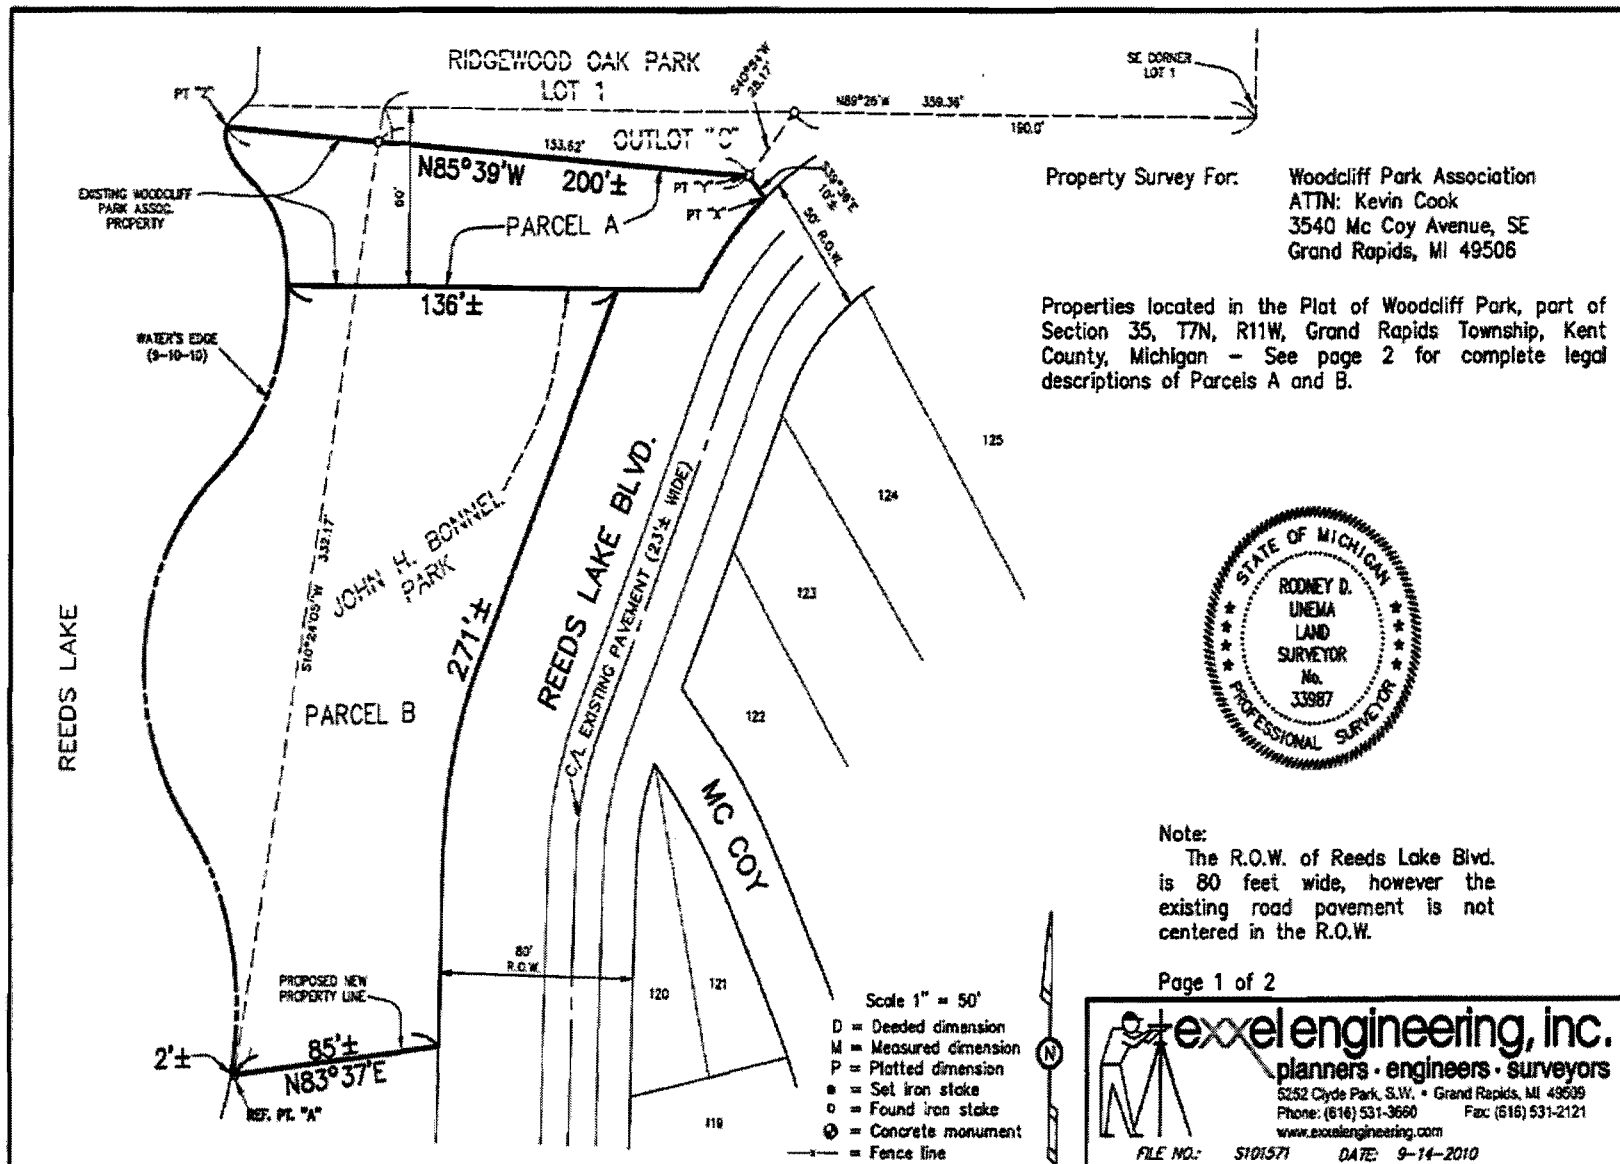 RIDGEWOOD OAK PARK
LOT 1
S40°54'W
28.17'
SE CORNER
LOT 1
PT "Z"
N89°26'W 359.36'
190.0'
OUTLOT "C"
153.62'
N85°39'W 200'±
PT "Y"
S39°36'E
10'±
PT "X"
60'
50' R.O.W.
EXISTING WOODCLIFF
PARK ASSOC.
PROPERTY
PARCEL A
136'±
WATER'S EDGE
(9-10-10)
Property Survey For:
Woodcliff Park Association
ATTN: Kevin Cook
3540 Mc Coy Avenue, SE
Grand Rapids, MI 49506
Properties located in the Plat of Woodcliff Park, part of
Section 35, T7N, R11W, Grand Rapids Township, Kent
County, Michigan – See page 2 for complete legal
descriptions of Parcels A and B.
125
124
123
122
REEDS LAKE
S10°24'05"W 332.17'
JOHN H. BONNEL
PARK
271'±
REEDS LAKE BLVD.
C/L EXISTING PAVEMENT (23'± WIDE)
PARCEL B
MC COY
STATE OF MICHIGAN
RODNEY D.
UNEMA
LAND
SURVEYOR
No.
33987
PROFESSIONAL SURVEYOR
80'
R.O.W.
120
121
119
PROPOSED NEW
PROPERTY LINE
2'±
85'±
N83°37'E
REF. PT. "A"
Note:
The R.O.W. of Reeds Lake Blvd.
is 80 feet wide, however the
existing road pavement is not
centered in the R.O.W.
Page 1 of 2
Scale 1" = 50'
D = Deeded dimension
M = Measured dimension
P = Platted dimension
= Set iron stake
= Found iron stake
= Concrete monument
= Fence line
N
exxel engineering, inc.
planners · engineers · surveyors
5252 Clyde Park, S.W. • Grand Rapids, MI 49509
Phone: (616) 531-3660 Fax: (616) 531-2121
www.exxelengineering.com
FILE NO.: S101571 DATE: 9-14-2010